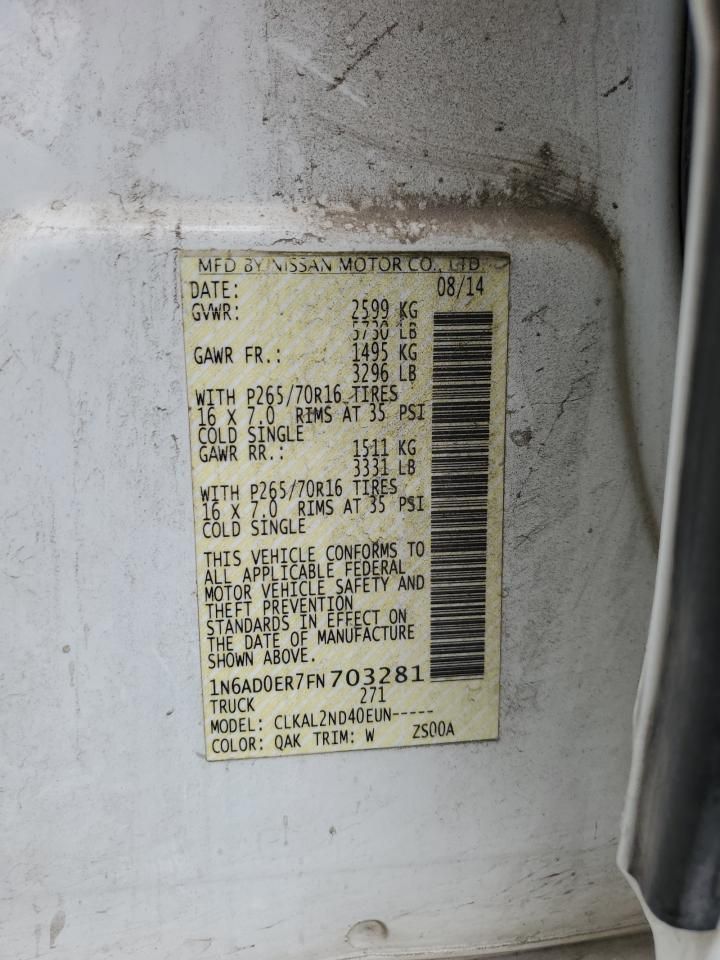 MFD BY NISSAN MOTOR CO., LTD.
DATE: 08/14
GVWR: 2599 KG
5730 LB
GAWR FR.: 1495 KG
3296 LB
WITH P265/70R16 TIRES
16 X 7.0 RIMS AT 35 PSI
COLD SINGLE
GAWR RR.: 1511 KG
3331 LB
WITH P265/70R16 TIRES
16 X 7.0 RIMS AT 35 PSI
COLD SINGLE
THIS VEHICLE CONFORMS TO
ALL APPLICABLE FEDERAL
MOTOR VEHICLE SAFETY AND
THEFT PREVENTION
STANDARDS IN EFFECT ON
THE DATE OF MANUFACTURE
SHOWN ABOVE.
1N6AD0ER7FN703281
TRUCK 271
MODEL: CLKAL2ND40EUN-----
COLOR: QAK TRIM: W ZS00A